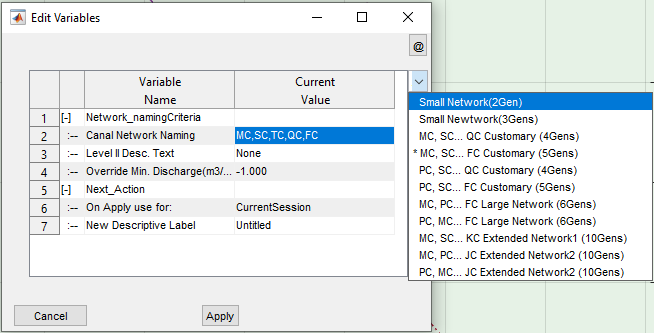 Edit Variables
@
Variable Name Current Value
1 [-] Network_namingCriteria
2 :-- Canal Network Naming MC,SC,TC,QC,FC
3 :-- Level II Desc. Text None
4 :-- Override Min. Discharge(m3/... -1.000
5 [-] Next_Action
6 :-- On Apply use for: CurrentSession
7 :-- New Descriptive Label Untitled
Cancel Apply
Small Network(2Gen)
Small Newtwork(3Gens)
MC, SC... QC Customary (4Gens)
* MC, SC... FC Customary (5Gens)
PC, SC... QC Customary (4Gens)
PC, SC... FC Customary (5Gens)
MC, PC... FC Large Network (6Gens)
PC, MC... FC Large Network (6Gens)
MC, SC... KC Extended Network1 (10Gens)
MC, PC... JC Extended Network2 (10Gens)
PC, MC... JC Extended Network2 (10Gens)